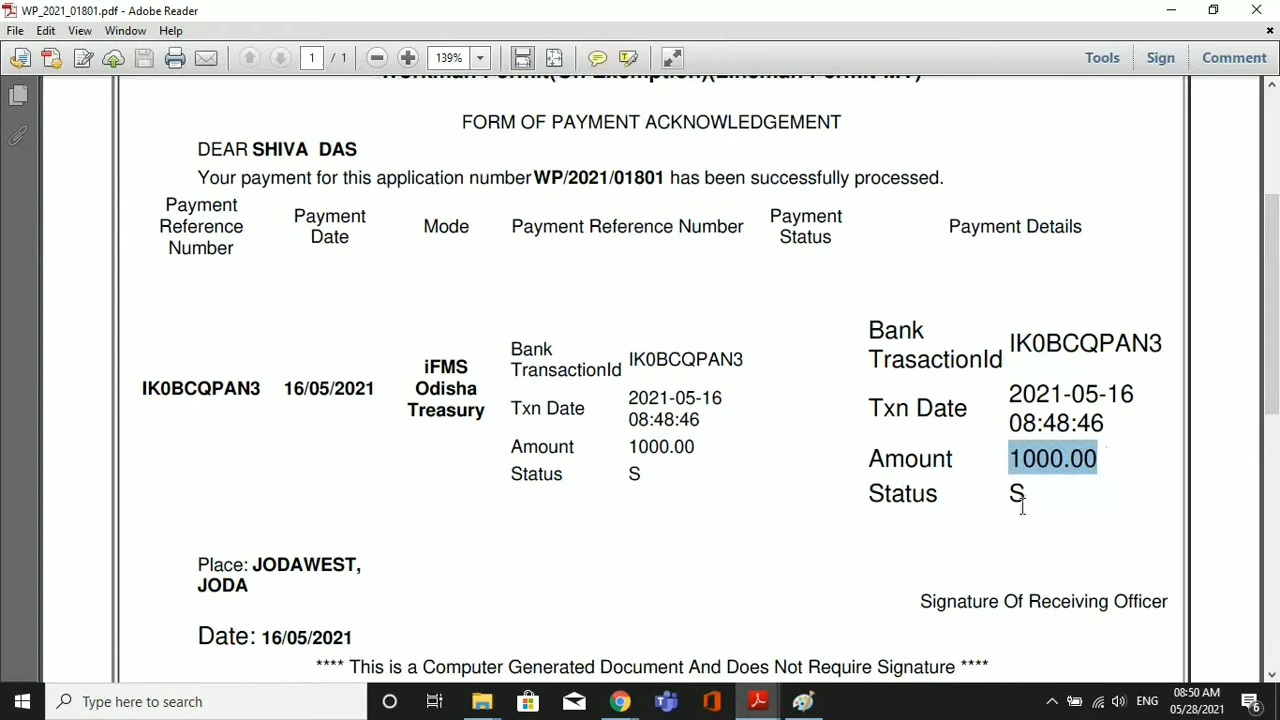 WP_2021_01801.pdf - Adobe Reader
File Edit View Window Help
1 / 1 139% Tools Sign Comment
FORM OF PAYMENT ACKNOWLEDGEMENT
DEAR SHIVA DAS
Your payment for this application number WP/2021/01801 has been successfully processed.
Payment Reference Number
Payment Date
Mode
Payment Reference Number
Payment Status
Payment Details
IK0BCQPAN3
16/05/2021
iFMS
Odisha
Treasury
Bank TransactionId IK0BCQPAN3
Txn Date 2021-05-16 08:48:46
Amount 1000.00
Status S
Bank TrasactionId IK0BCQPAN3
Txn Date 2021-05-16 08:48:46
Amount 1000.00
Status S
Place: JODAWEST,
JODA
Signature Of Receiving Officer
Date: 16/05/2021
**** This is a Computer Generated Document And Does Not Require Signature ****
Type here to search
ENG
08:50 AM
05/28/2021
6